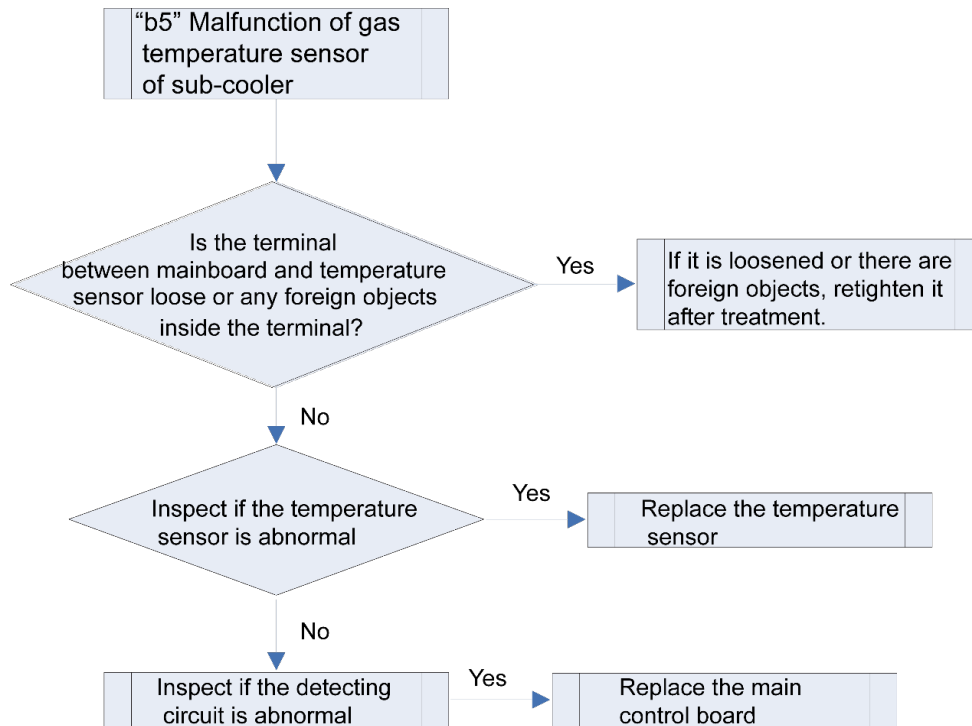 “b5” Malfunction of gas
temperature sensor
of sub-cooler
Is the terminal
between mainboard and temperature
sensor loose or any foreign objects
inside the terminal?
Yes
If it is loosened or there are
foreign objects, retighten it
after treatment.
No
Inspect if the temperature
sensor is abnormal
Yes
Replace the temperature
sensor
No
Inspect if the detecting
circuit is abnormal
Yes
Replace the main
control board